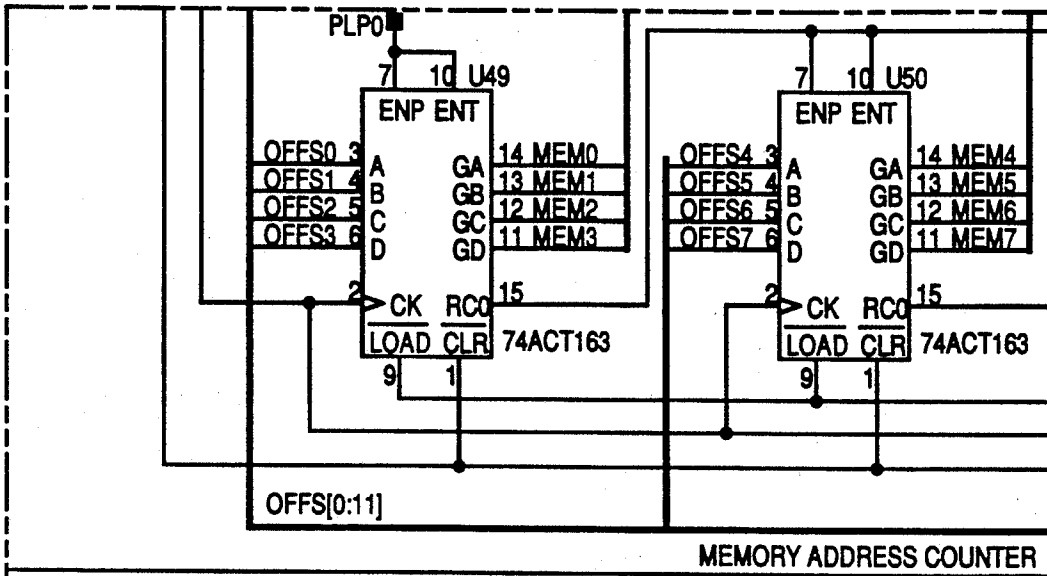 PLP0
7 10 U49
ENP ENT
OFFS0 3 A GA 14 MEM0
OFFS1 4 B GB 13 MEM1
OFFS2 5 C GC 12 MEM2
OFFS3 6 D GD 11 MEM3
2 CK RC0 15
LOAD CLR 74ACT163
9 1
7 10 U50
ENP ENT
OFFS4 3 A GA 14 MEM4
OFFS5 4 B GB 13 MEM5
OFFS6 5 C GC 12 MEM6
OFFS7 6 D GD 11 MEM7
2 CK RC0 15
LOAD CLR 74ACT163
9 1
OFFS[0:11]
MEMORY ADDRESS COUNTER